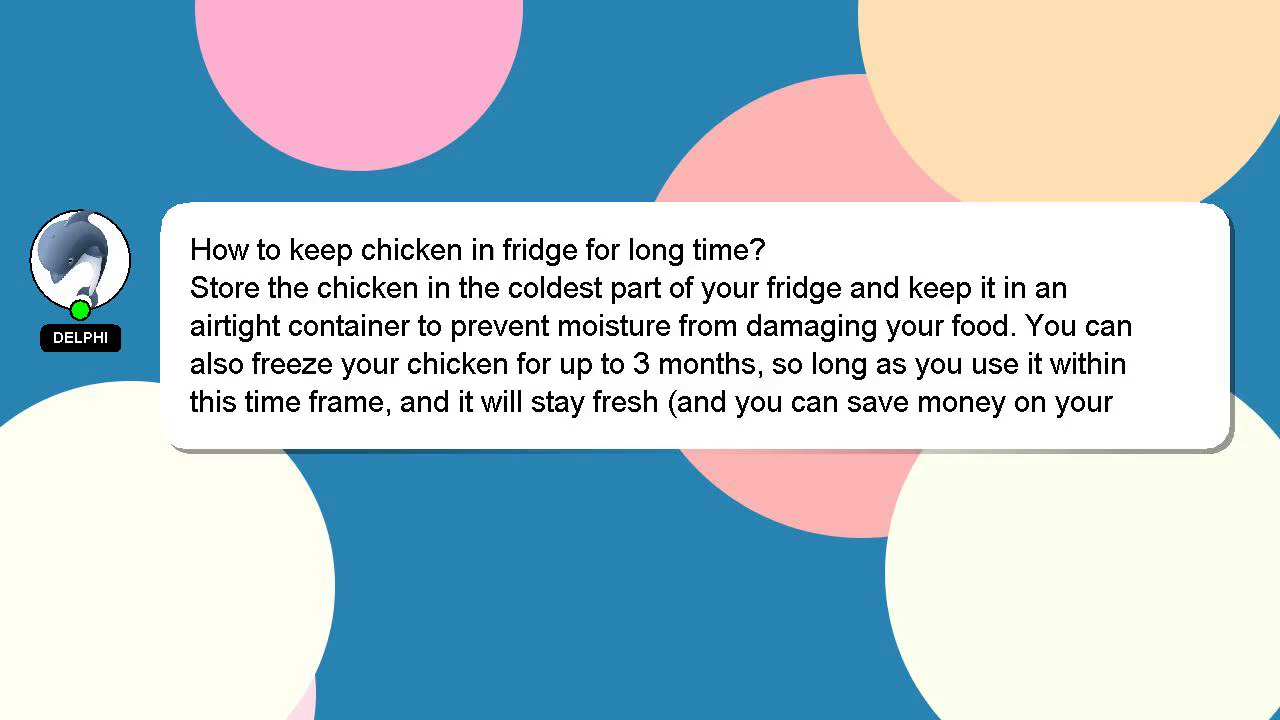 How to keep chicken in fridge for long time?
Store the chicken in the coldest part of your fridge and keep it in an
airtight container to prevent moisture from damaging your food. You can
also freeze your chicken for up to 3 months, so long as you use it within
this time frame, and it will stay fresh (and you can save money on your
DELPHI